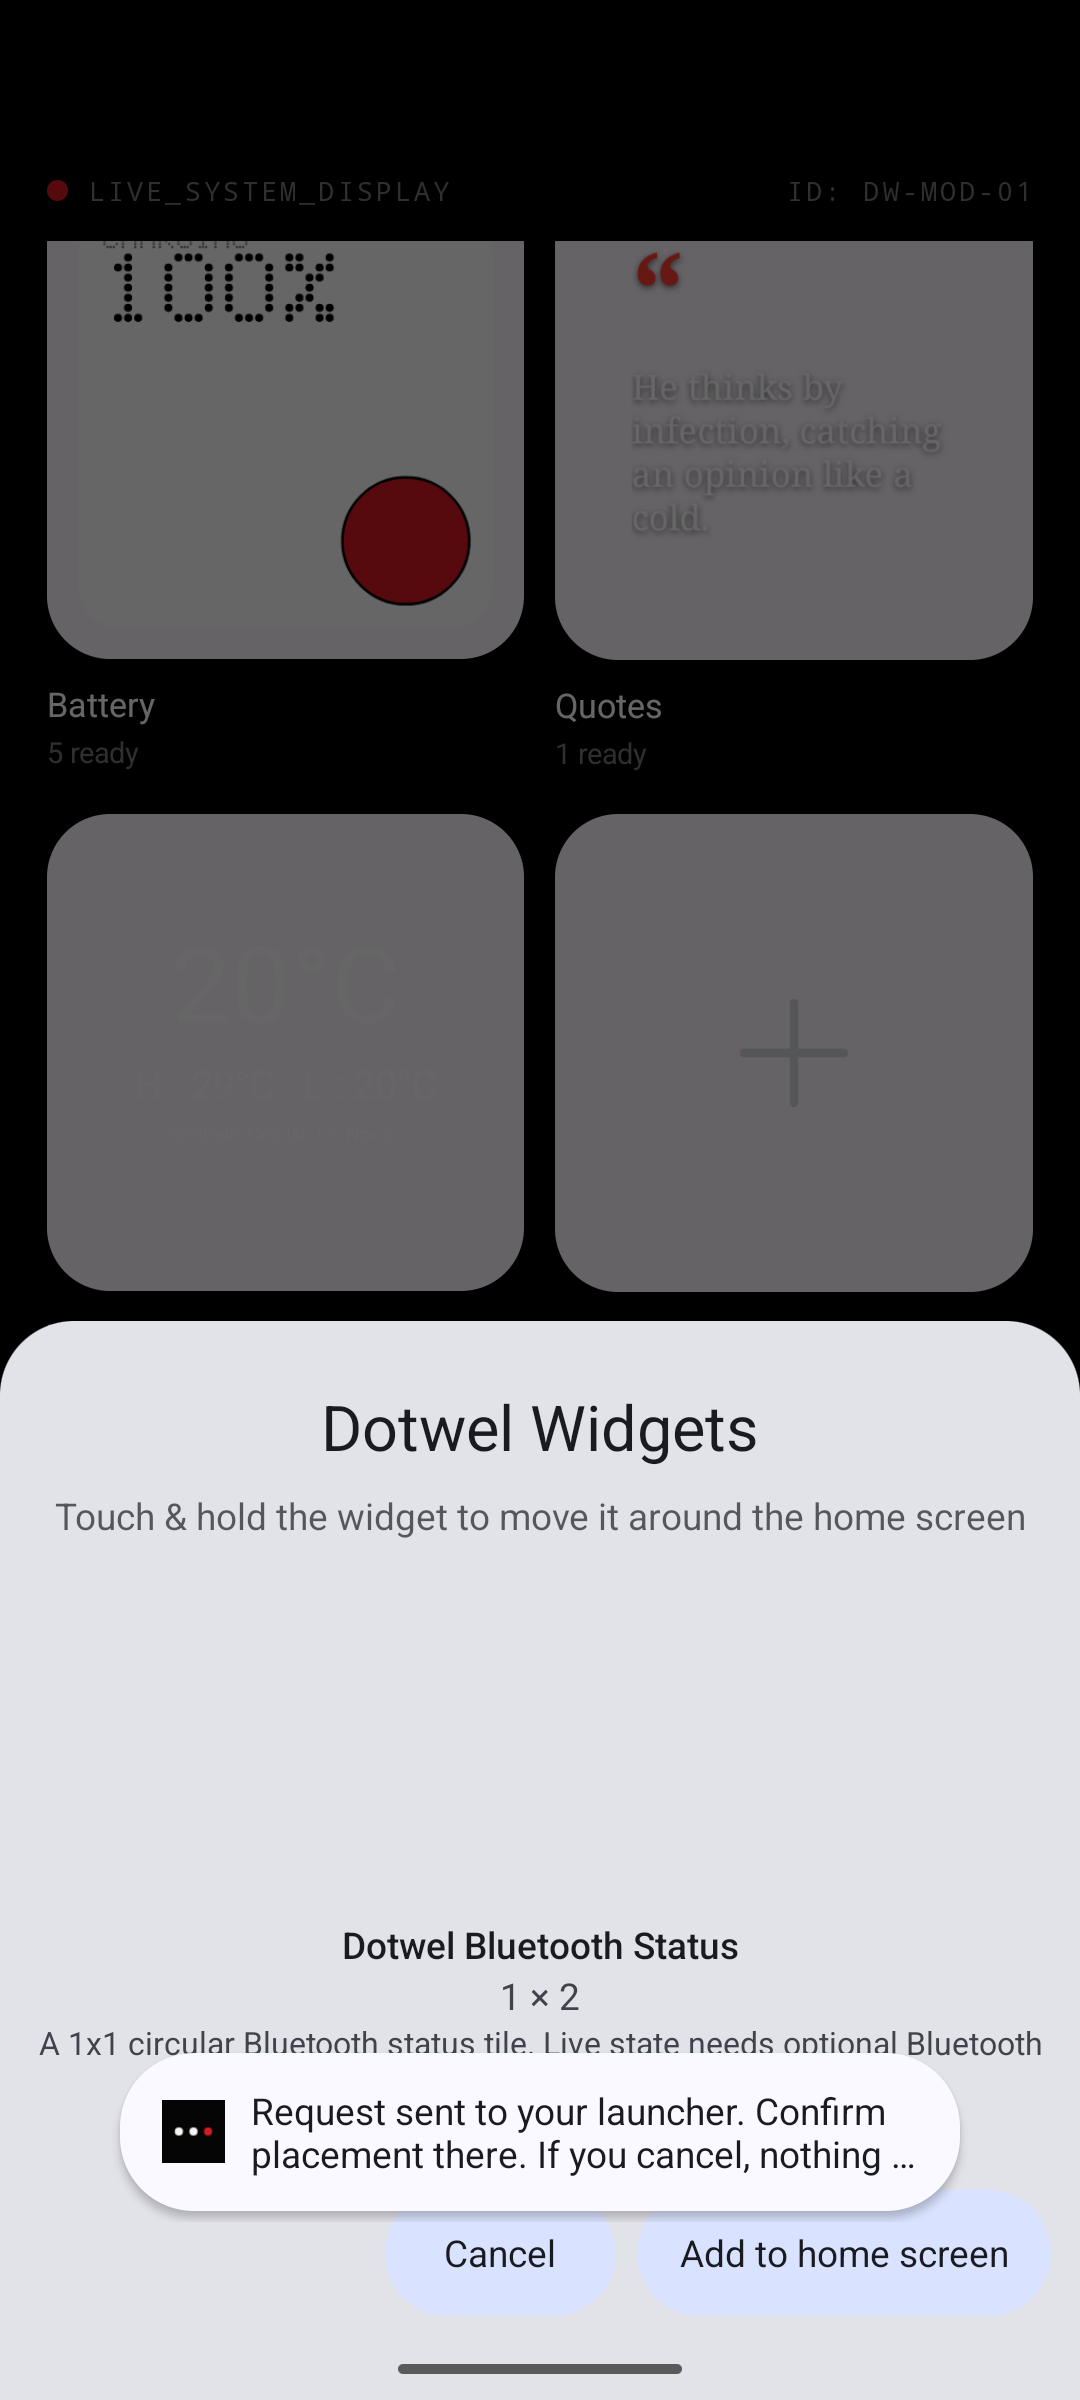 LIVE_SYSTEM_DISPLAY ID: DW-MOD-01
100%
“
He thinks by
infection, catching
an opinion like a
cold.
Battery
5 ready
Quotes
1 ready
20°C
H : 20°C L : 20°C
Dotwel Widgets
Touch & hold the widget to move it around the home screen
Dotwel Bluetooth Status
1 × 2
A 1x1 circular Bluetooth status tile. Live state needs optional Bluetooth
Request sent to your launcher. Confirm
placement there. If you cancel, nothing ...
Cancel
Add to home screen